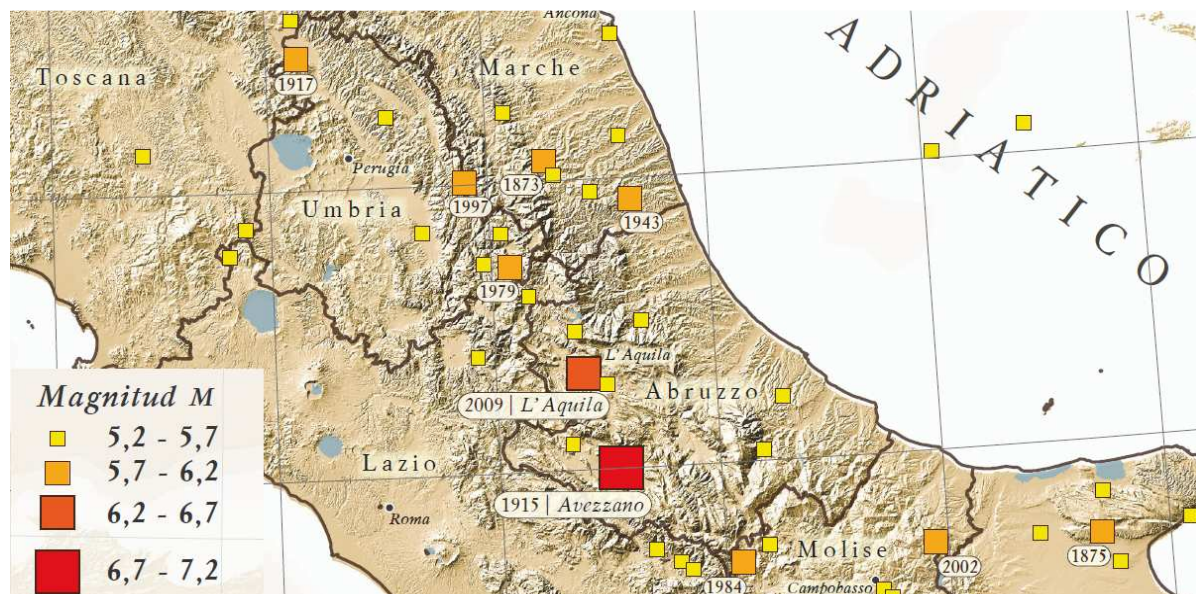 Ancona
Toscana
Marche
1917
ADRIATICO
Perugia
1873
Umbria
1997
1943
1979
L'Aquila
2009 | L'Aquila
Abruzzo
Magnitud M
5,2 - 5,7
5,7 - 6,2
6,2 - 6,7
6,7 - 7,2
Lazio
1915 | Avezzano
Roma
Molise
2002
1875
1984
Campobasso